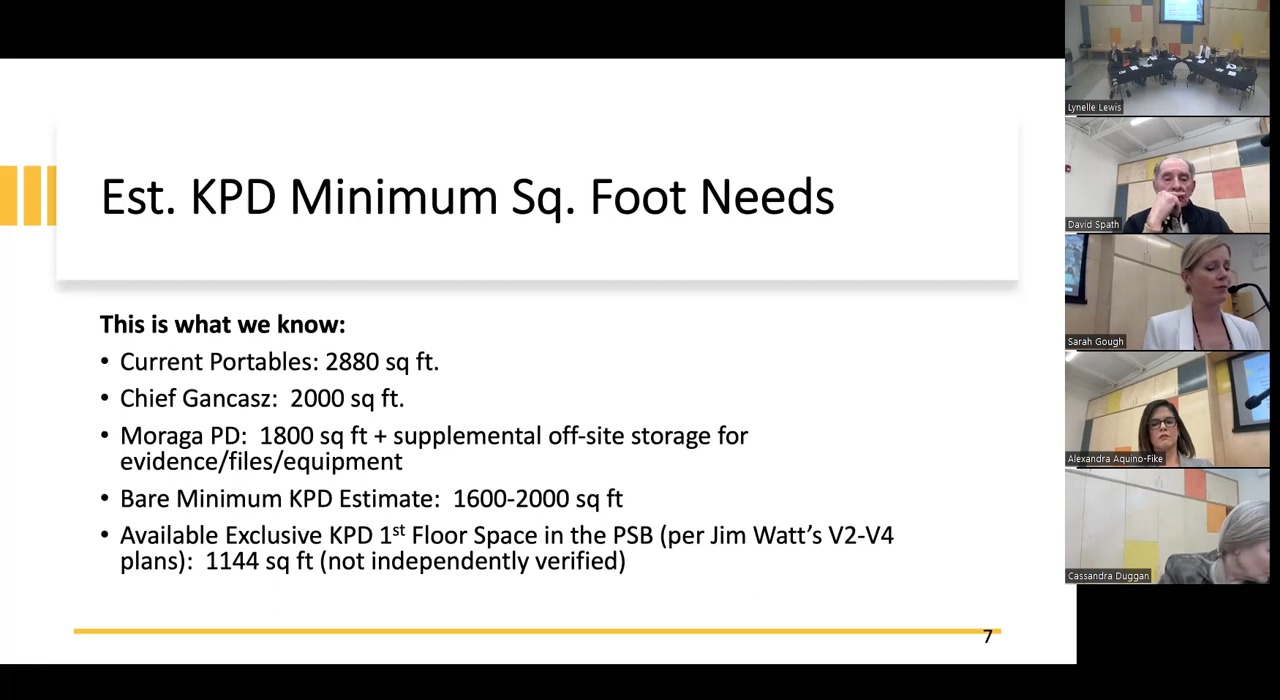 Est. KPD Minimum Sq. Foot Needs
This is what we know:
• Current Portables: 2880 sq ft.
• Chief Gancasz: 2000 sq ft.
• Moraga PD: 1800 sq ft + supplemental off-site storage for
evidence/files/equipment
• Bare Minimum KPD Estimate: 1600-2000 sq ft
• Available Exclusive KPD 1st Floor Space in the PSB (per Jim Watt’s V2-V4
plans): 1144 sq ft (not independently verified)
7
Lynelle Lewis
David Spath
Sarah Gough
Alexandra Aquino-Fike
Cassandra Duggan